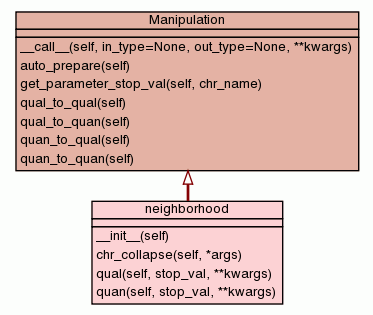 Manipulation
__call__(self, in_type=None, out_type=None, **kwargs)
auto_prepare(self)
get_parameter_stop_val(self, chr_name)
qual_to_qual(self)
qual_to_quan(self)
quan_to_qual(self)
quan_to_quan(self)
neighborhood
__init__(self)
chr_collapse(self, *args)
qual(self, stop_val, **kwargs)
quan(self, stop_val, **kwargs)